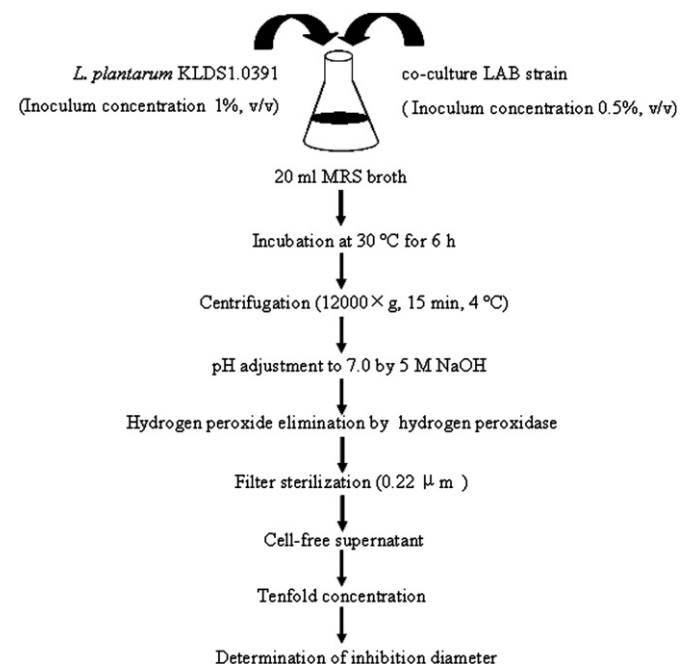 L. plantarum KLDS1.0391
(Inoculum concentration 1%, v/v)
co-culture LAB strain
( Inoculum concentration 0.5%, v/v)
20 ml MRS broth
Incubation at 30 °C for 6 h
Centrifugation (12000× g, 15 min, 4 °C)
pH adjustment to 7.0 by 5 M NaOH
Hydrogen peroxide elimination by hydrogen peroxidase
Filter sterilization (0.22 μm )
Cell-free supernatant
Tenfold concentration
Determination of inhibition diameter